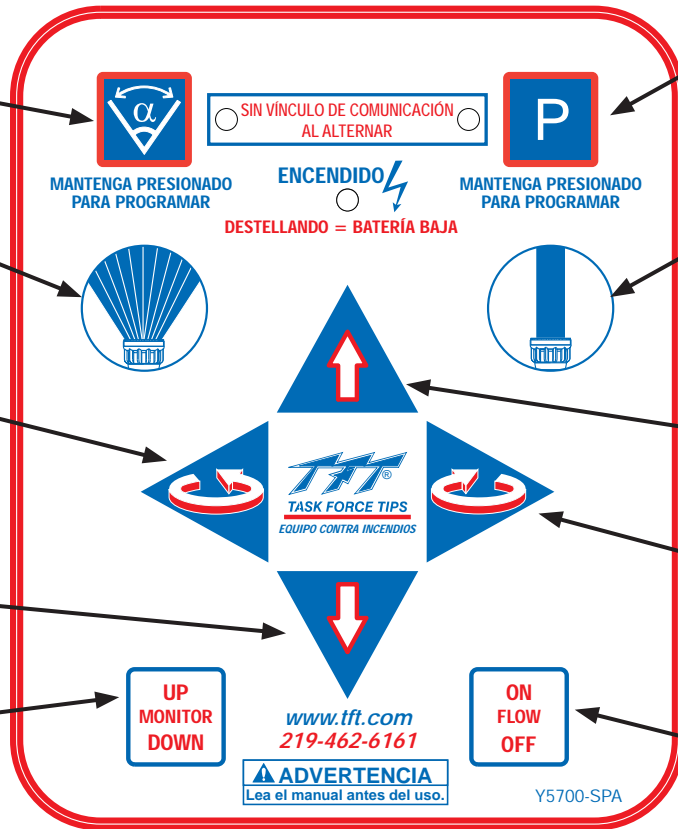 α
SIN VÍNCULO DE COMUNICACIÓN
AL ALTERNAR
P
MANTENGA PRESIONADO
PARA PROGRAMAR
ENCENDIDO
MANTENGA PRESIONADO
PARA PROGRAMAR
DESTELLANDO = BATERÍA BAJA
TFT®
TASK FORCE TIPS
EQUIPO CONTRA INCENDIOS
UP
MONITOR
DOWN
www.tft.com
219-462-6161
ON
FLOW
OFF
ADVERTENCIA
Lea el manual antes del uso.
Y5700-SPA